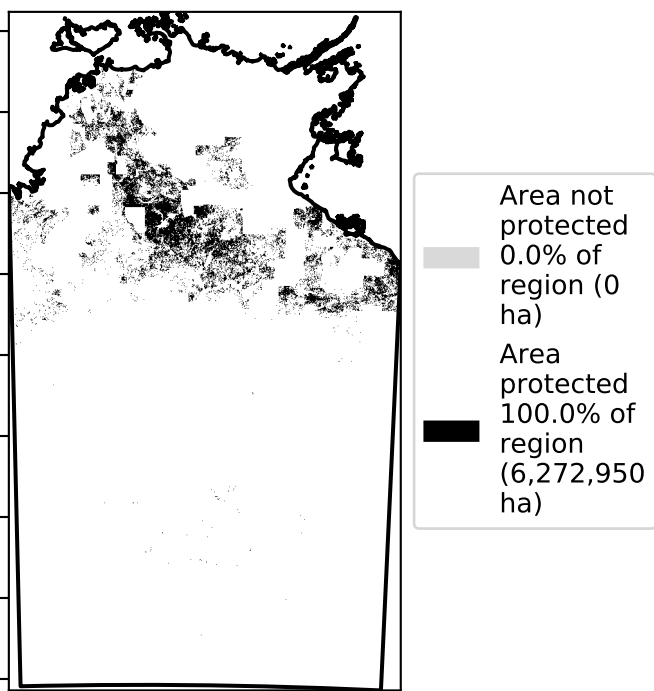 Area not
protected
0.0% of
region (0
ha)
Area
protected
100.0% of
region
(6,272,950
ha)